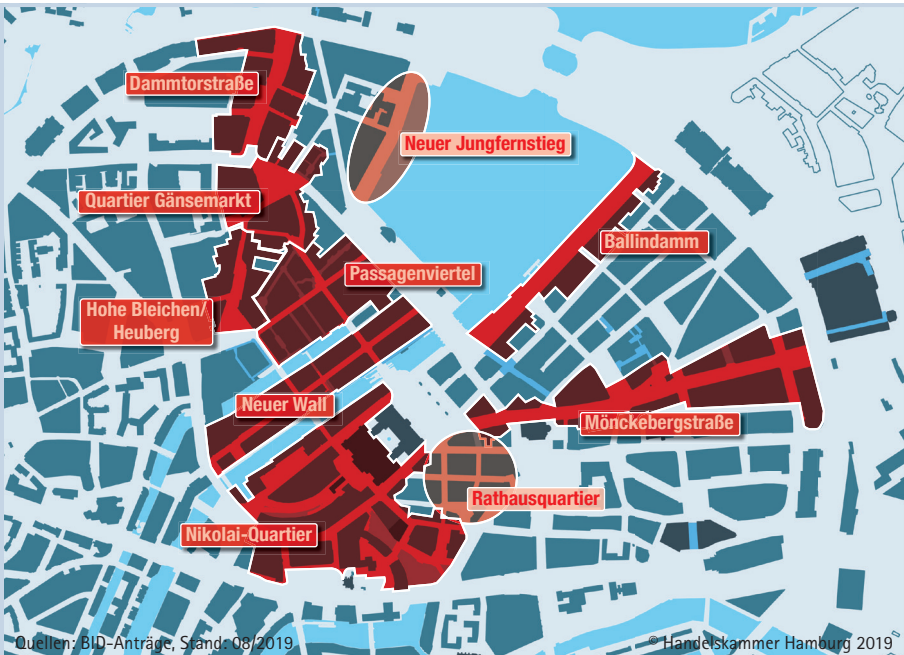 Dammtorstraße
Neuer Jungfernstieg
Quartier Gänsemarkt
Ballindamm
Passagenviertel
Hohe Bleichen/
Heuberg
Neuer Wall
Mönckebergstraße
Rathausquartier
Nikolai-Quartier
Quellen: BID-Anträge, Stand: 08/2019
© Handelskammer Hamburg 2019